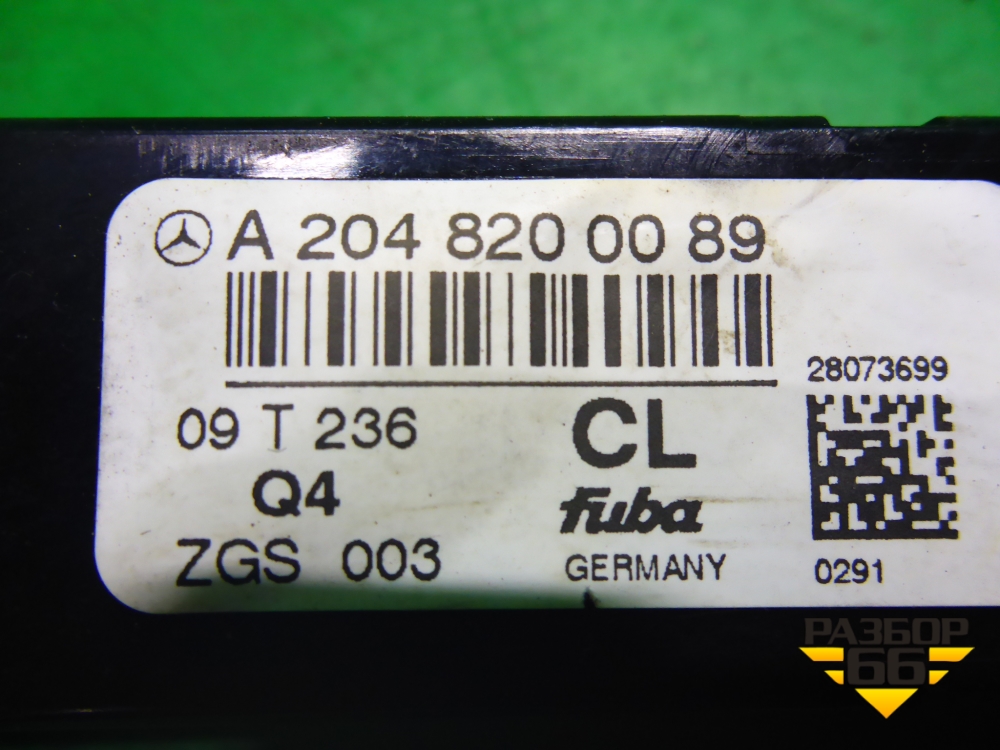 A 204 820 00 89
28073699
09 T 236
CL
Q4
fuba
ZGS 003
GERMANY
0291
РАЗБОР
66